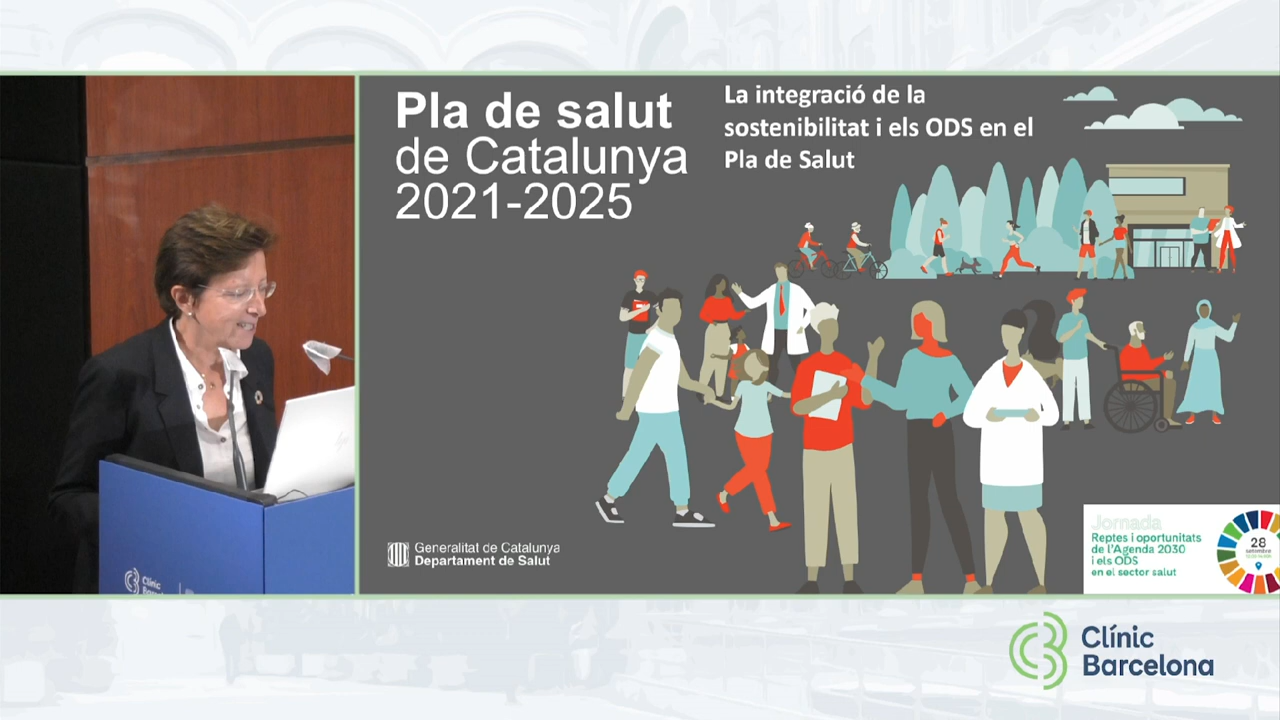 Pla de salut
de Catalunya
2021-2025
La integració de la
sostenibilitat i els ODS en el
Pla de Salut
Generalitat de Catalunya
Departament de Salut
Jornada
Reptes i oportunitats
de l'Agenda 2030
i els ODS
en el sector salut
28
setembre
Clínic
Clínic
Barcelona